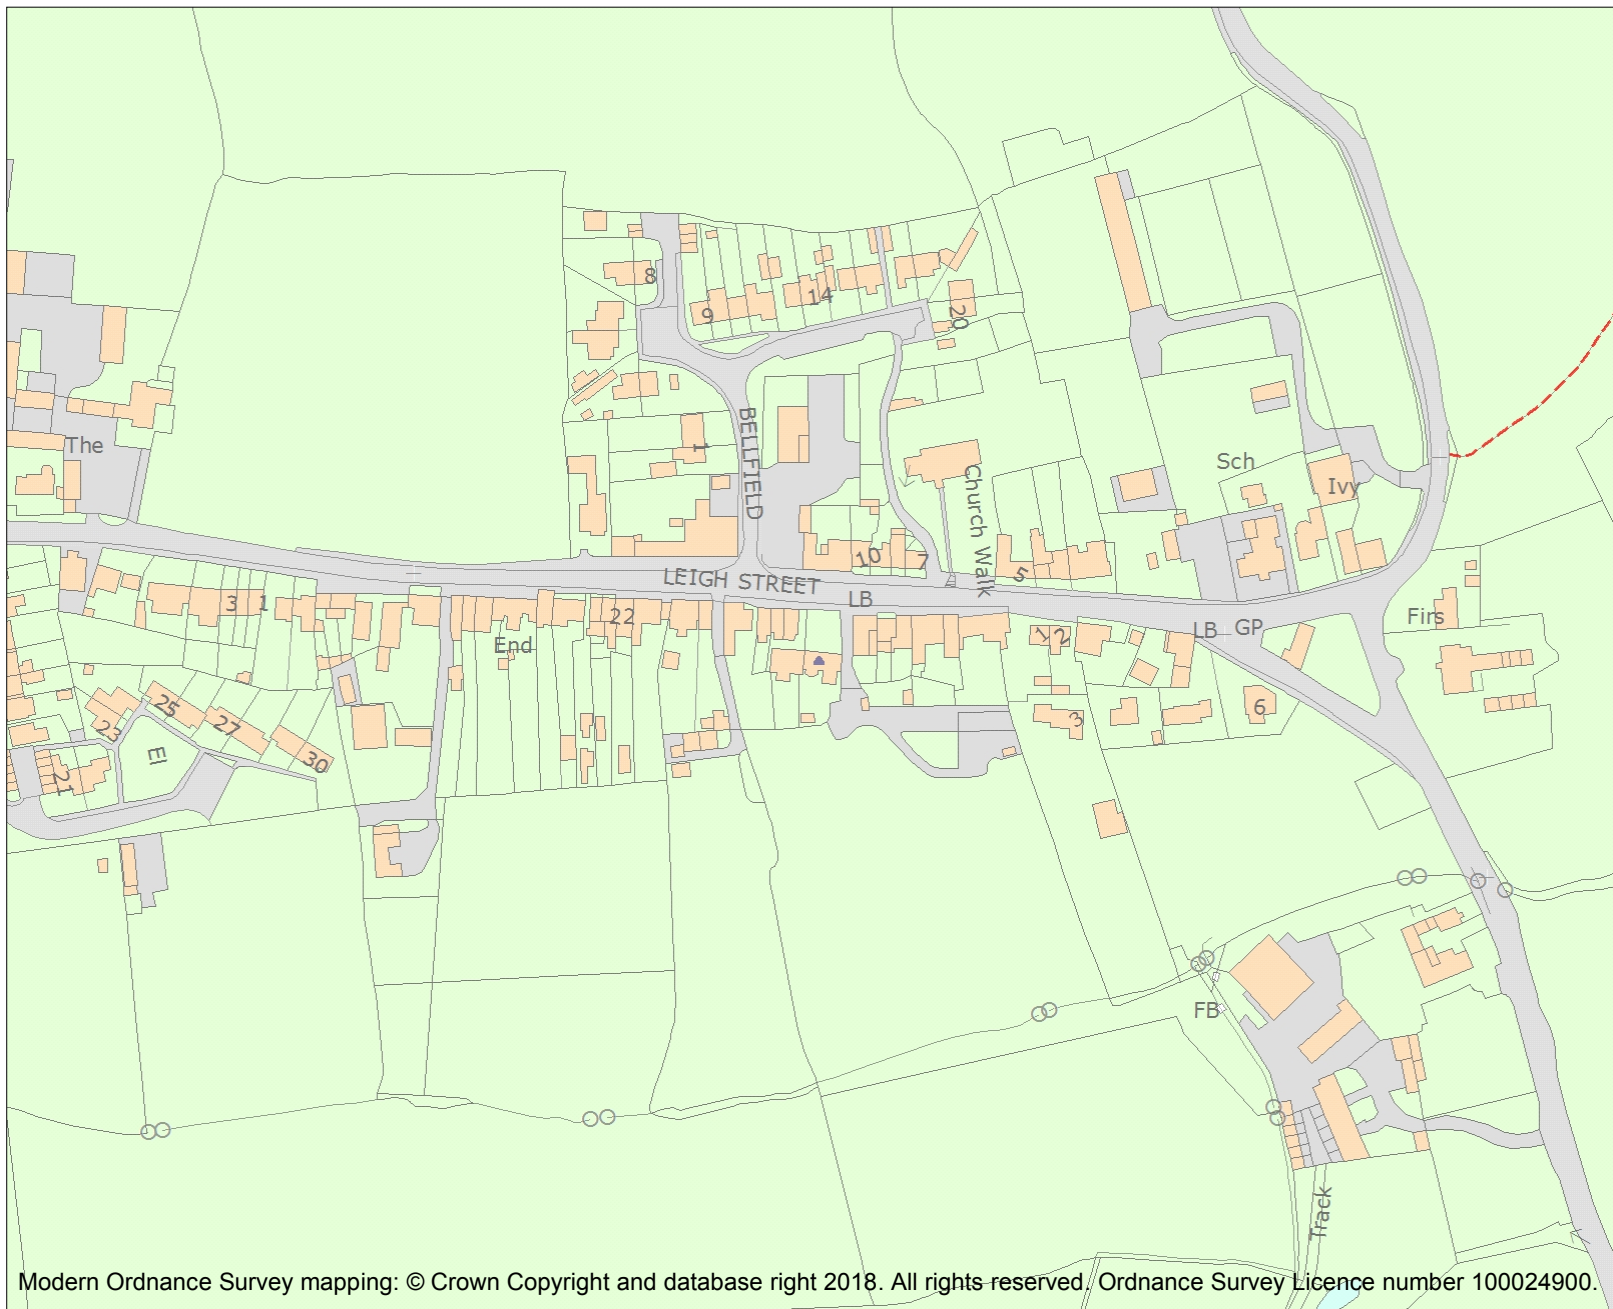 8
14
9
20
The
BELLFIELD
1
Church Walk
Sch
Ivy
10
7
5
LEIGH STREET
LB
3
1
22
End
1
2
LB
GP
Firs
25
23
27
30
El
21
3
6
FB
Track
Modern Ordnance Survey mapping: © Crown Copyright and database right 2018. All rights reserved. Ordnance Survey Licence number 100024900.